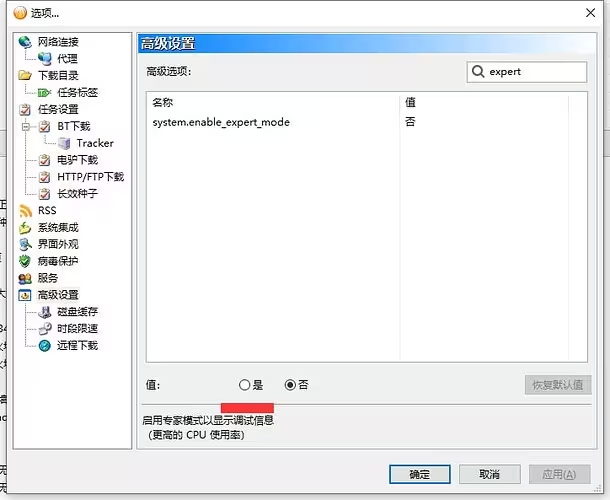 选项...
网络连接
代理
下载目录
任务标签
任务设置
BT下载
Tracker
电驴下载
HTTP/FTP下载
长效种子
RSS
系统集成
界面外观
病毒保护
服务
高级设置
磁盘缓存
时段限速
远程下载
高级设置
高级选项:
expert
名称 值
system.enable_expert_mode 否
值: 是 否 恢复默认值
启用专家模式以显示调试信息
(更高的 CPU 使用率)
确定 取消 应用(A)